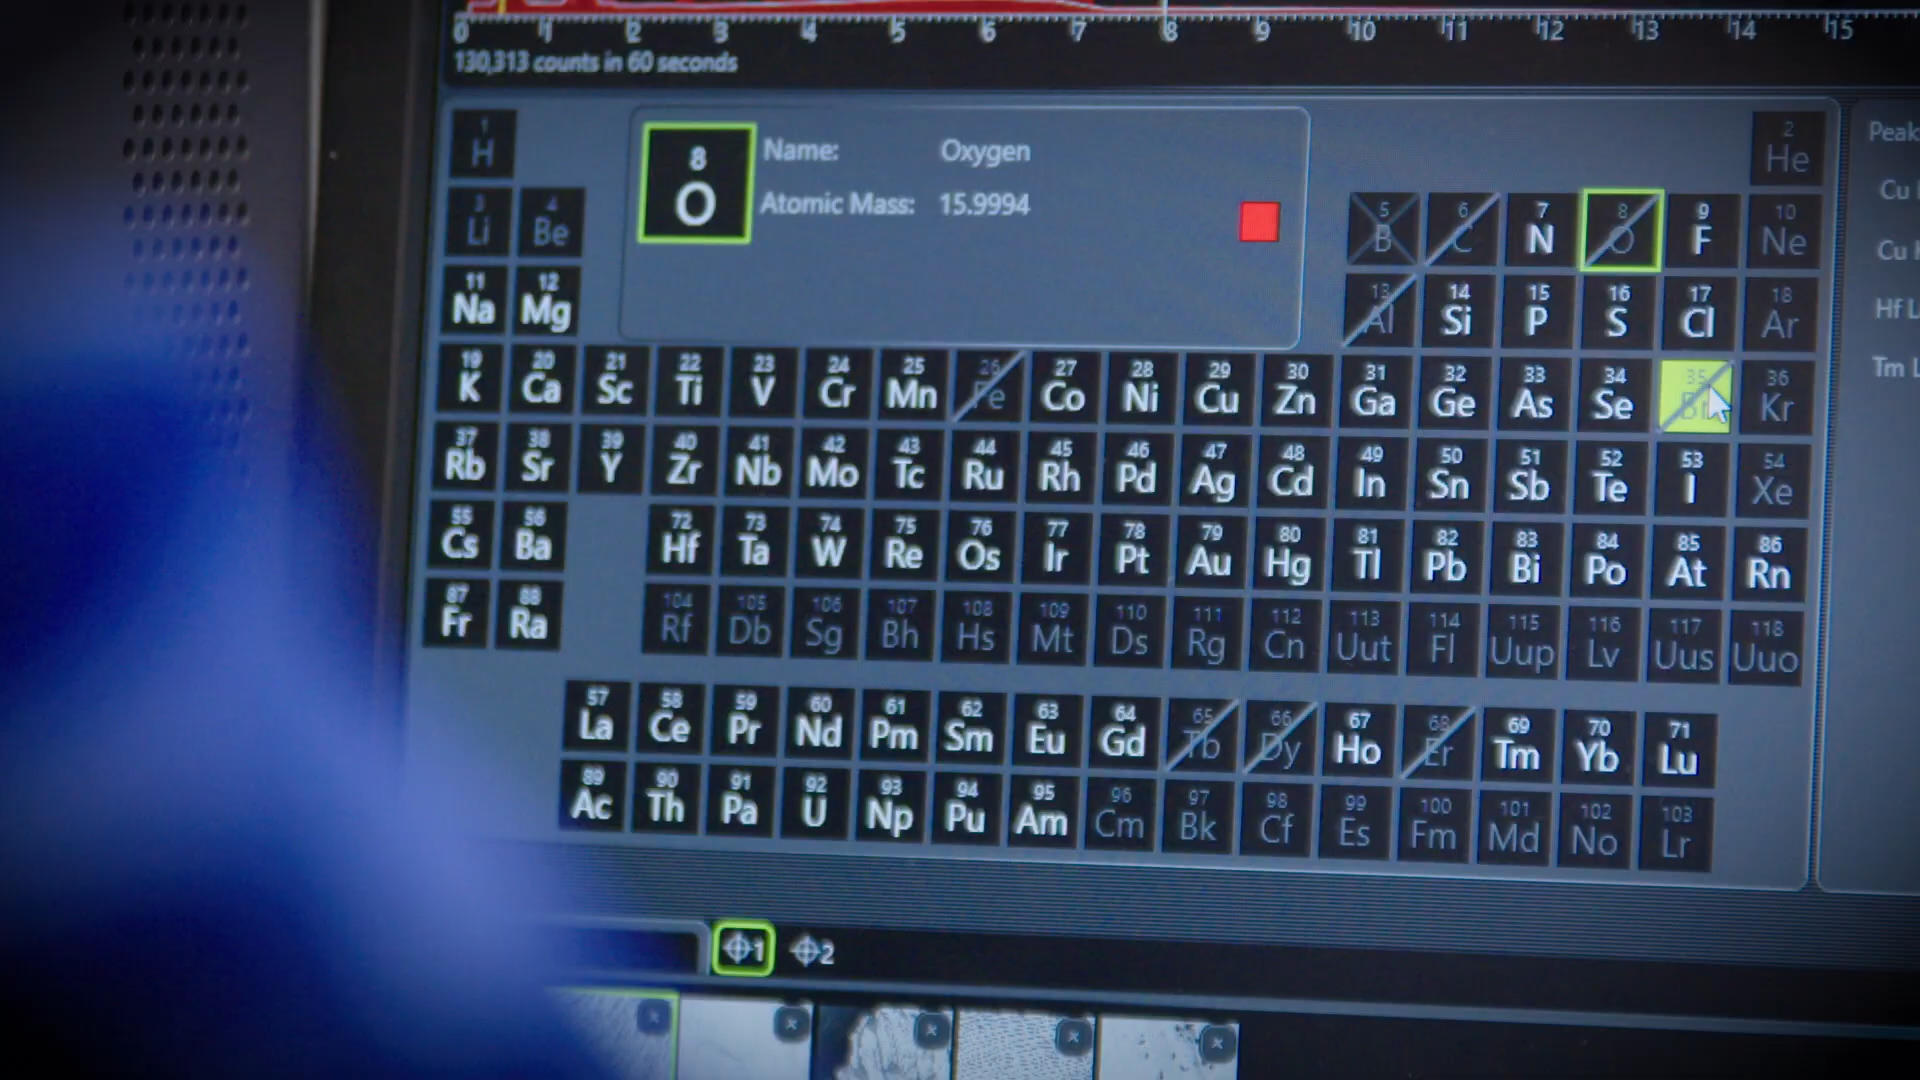 0 1 2 3 4 5 6 7 8 9 10 11 12 13 14 15
130,313 counts in 60 seconds
1 H
8 O
Name: Oxygen
Atomic Mass: 15.9994
2 He
Peak
3 Li 4 Be 5 B 6 C 7 N 8 O 9 F 10 Ne
Cu
Cu
11 Na 12 Mg 13 Al 14 Si 15 P 16 S 17 Cl 18 Ar
Hf L
19 K 20 Ca 21 Sc 22 Ti 23 V 24 Cr 25 Mn 26 Fe 27 Co 28 Ni 29 Cu 30 Zn 31 Ga 32 Ge 33 As 34 Se 35 Br 36 Kr
Tm L
37 Rb 38 Sr 39 Y 40 Zr 41 Nb 42 Mo 43 Tc 44 Ru 45 Rh 46 Pd 47 Ag 48 Cd 49 In 50 Sn 51 Sb 52 Te 53 I 54 Xe
55 Cs 56 Ba 72 Hf 73 Ta 74 W 75 Re 76 Os 77 Ir 78 Pt 79 Au 80 Hg 81 Tl 82 Pb 83 Bi 84 Po 85 At 86 Rn
87 Fr 88 Ra 104 Rf 105 Db 106 Sg 107 Bh 108 Hs 109 Mt 110 Ds 111 Rg 112 Cn 113 Uut 114 Fl 115 Uup 116 Lv 117 Uus 118 Uuo
57 La 58 Ce 59 Pr 60 Nd 61 Pm 62 Sm 63 Eu 64 Gd 65 Tb 66 Dy 67 Ho 68 Er 69 Tm 70 Yb 71 Lu
89 Ac 90 Th 91 Pa 92 U 93 Np 94 Pu 95 Am 96 Cm 97 Bk 98 Cf 99 Es 100 Fm 101 Md 102 No 103 Lr
1 2